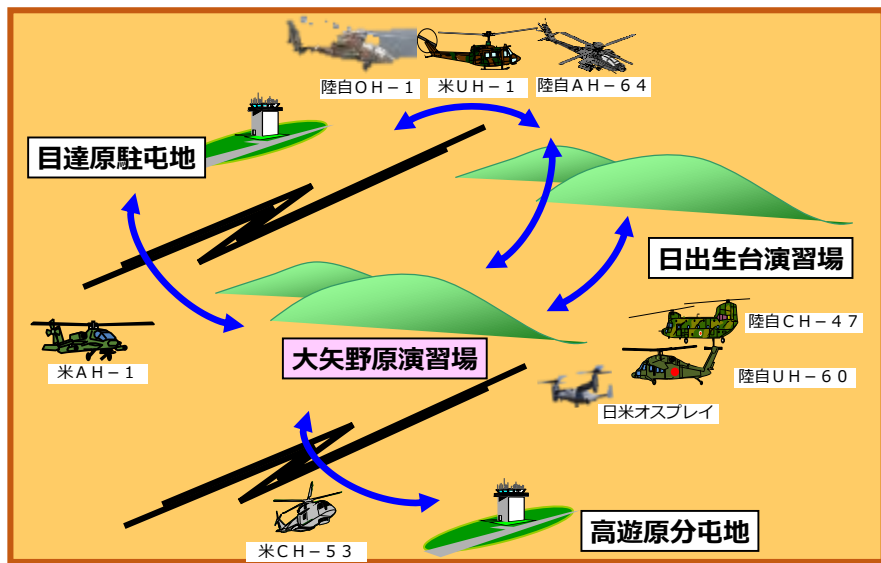 陸自OH-1
米UH-1
陸自AH-64
目達原駐屯地
日出生台演習場
陸自CH-47
大矢野原演習場
米AH-1
陸自UH-60
日米オスプレイ
高遊原分屯地
米CH-53